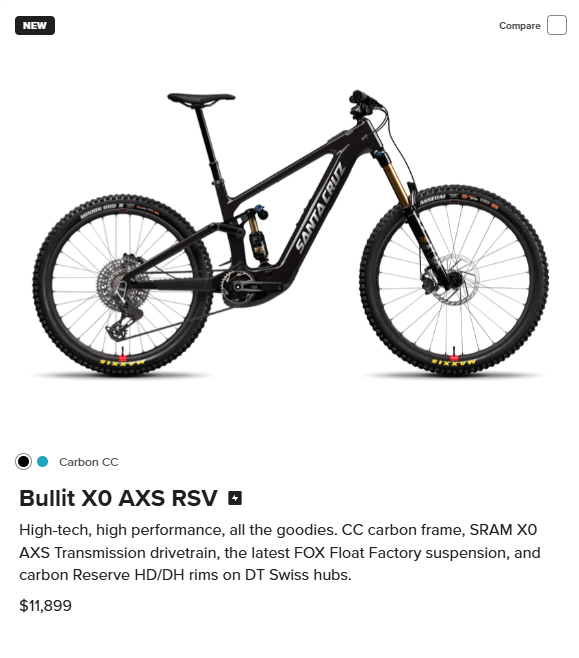 NEW
Compare
SANTA CRUZ
MAXXIS
MAXXIS
Carbon CC
Bullit X0 AXS RSV
High-tech, high performance, all the goodies. CC carbon frame, SRAM X0
AXS Transmission drivetrain, the latest FOX Float Factory suspension, and
carbon Reserve HD/DH rims on DT Swiss hubs.
$11,899